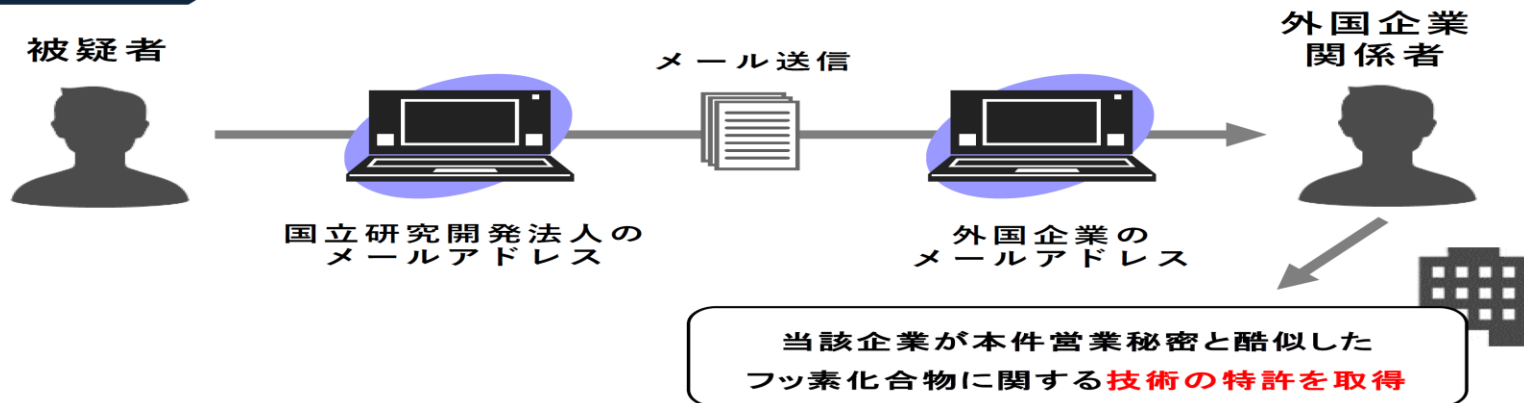 被疑者
メール送信
外国企業
関係者
国立研究開発法人の
メールアドレス
外国企業の
メールアドレス
当該企業が本件営業秘密と酷似した
フッ素化合物に関する技術の特許を取得